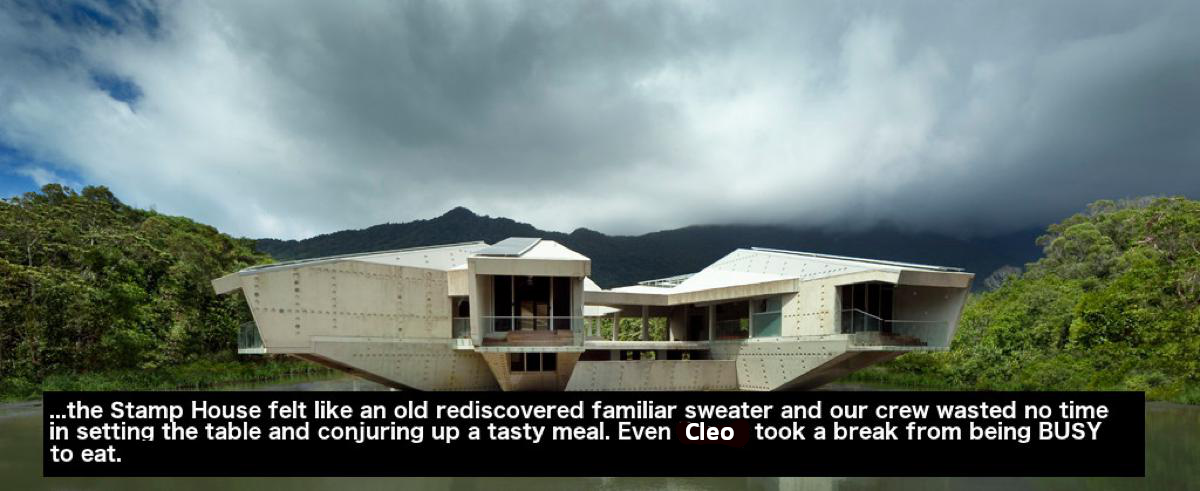 ...the Stamp House felt like an old rediscovered familiar sweater and our crew wasted no time
in setting the table and conjuring up a tasty meal. Even Cleo took a break from being BUSY
to eat.